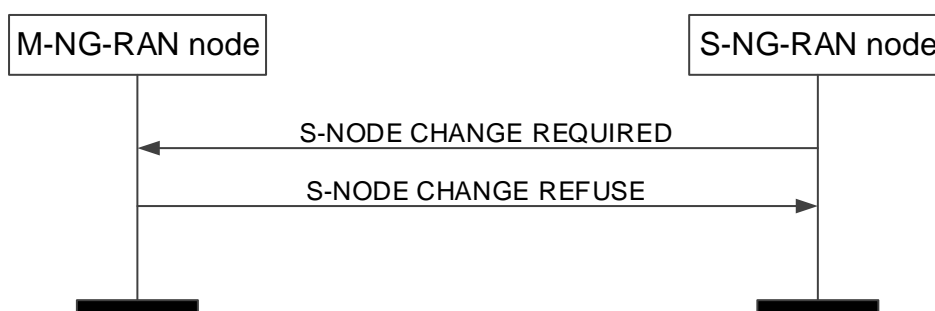 M-NG-RAN node
S-NG-RAN node
S-NODE CHANGE REQUIRED
S-NODE CHANGE REFUSE